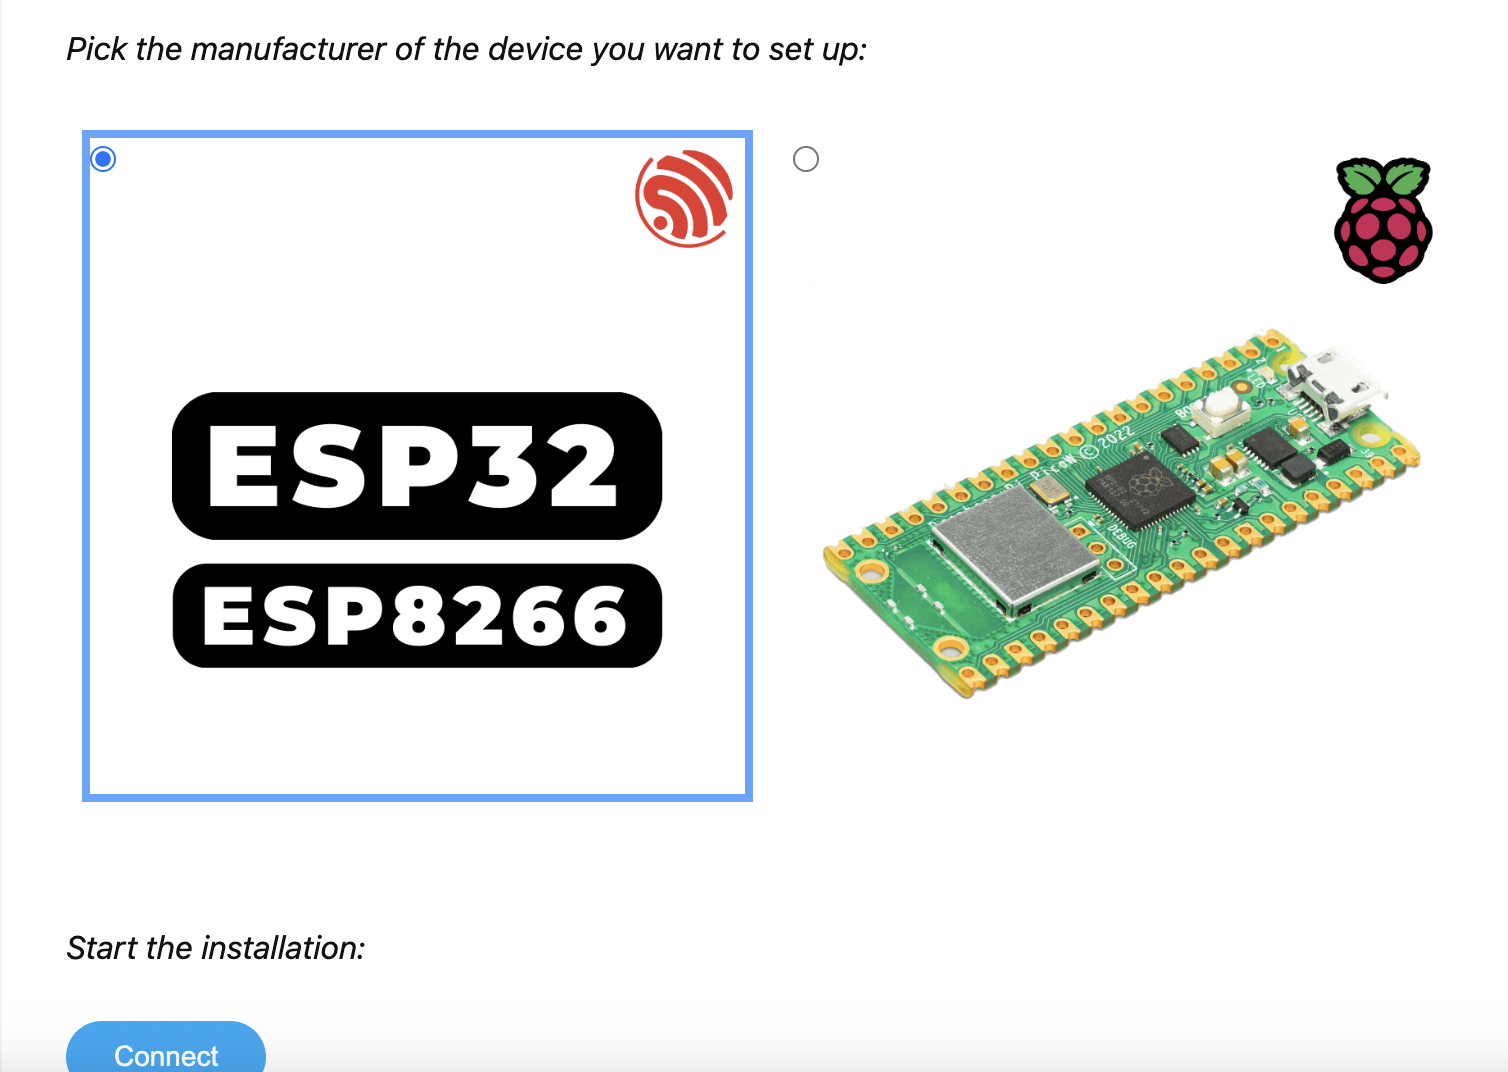 Pick the manufacturer of the device you want to set up:
ESP32
ESP8266
PicoW © 2022
DEBUG
Start the installation:
Connect